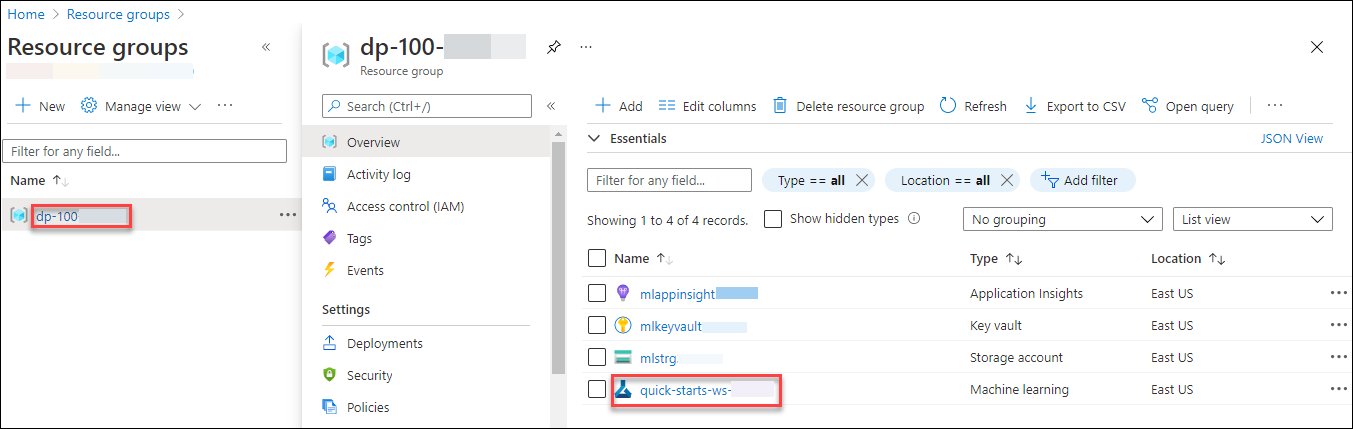 Home > Resource groups >
Resource groups
«
New
Manage view
...
Filter for any field...
Name ↑↓
dp-100
...
dp-100-
...
Resource group
Search (Ctrl+/)
«
Overview
Activity log
Access control (IAM)
Tags
Events
Settings
Deployments
Security
Policies
Add
Edit columns
Delete resource group
Refresh
Export to CSV
Open query
...
Essentials
JSON View
Filter for any field...
Type == all
Location == all
Add filter
Showing 1 to 4 of 4 records.
Show hidden types
No grouping
List view
Name ↑↓
Type ↑↓
Location ↑↓
mlappinsight
Application Insights
East US
...
mlkeyvault
Key vault
East US
...
mlstrg
Storage account
East US
...
quick-starts-ws-
Machine learning
East US
...